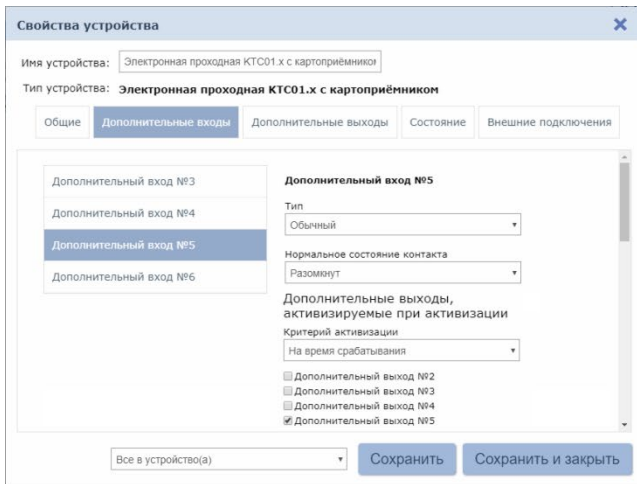 Свойства устройства
Имя устройства: Электронная проходная КТС01.x с картоприёмником
Тип устройства: Электронная проходная КТС01.x с картоприёмником
Общие Дополнительные входы Дополнительные выходы Состояние Внешние подключения
Дополнительный вход №3
Дополнительный вход №4
Дополнительный вход №5
Дополнительный вход №6
Дополнительный вход №5
Тип
Обычный
Нормальное состояние контакта
Разомкнут
Дополнительные выходы,
активизируемые при активизации
Критерий активизации
На время срабатывания
Дополнительный выход №2
Дополнительный выход №3
Дополнительный выход №4
Дополнительный выход №5
Все в устройство(а)
Сохранить
Сохранить и закрыть